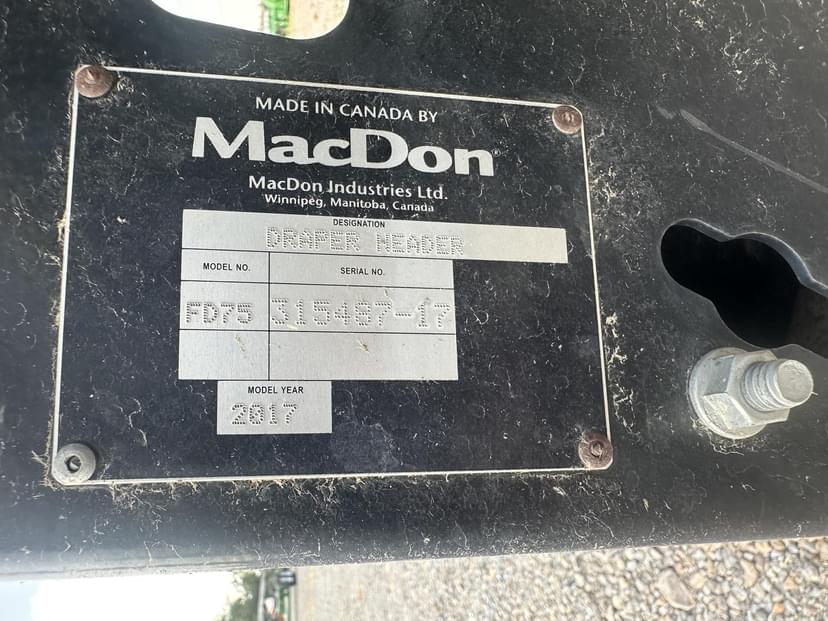 MADE IN CANADA BY
MacDon
MacDon Industries Ltd.
Winnipeg, Manitoba, Canada
DESIGNATION
DRAPER HEADER
MODEL NO. SERIAL NO.
FD75 315407-17
MODEL YEAR
2017